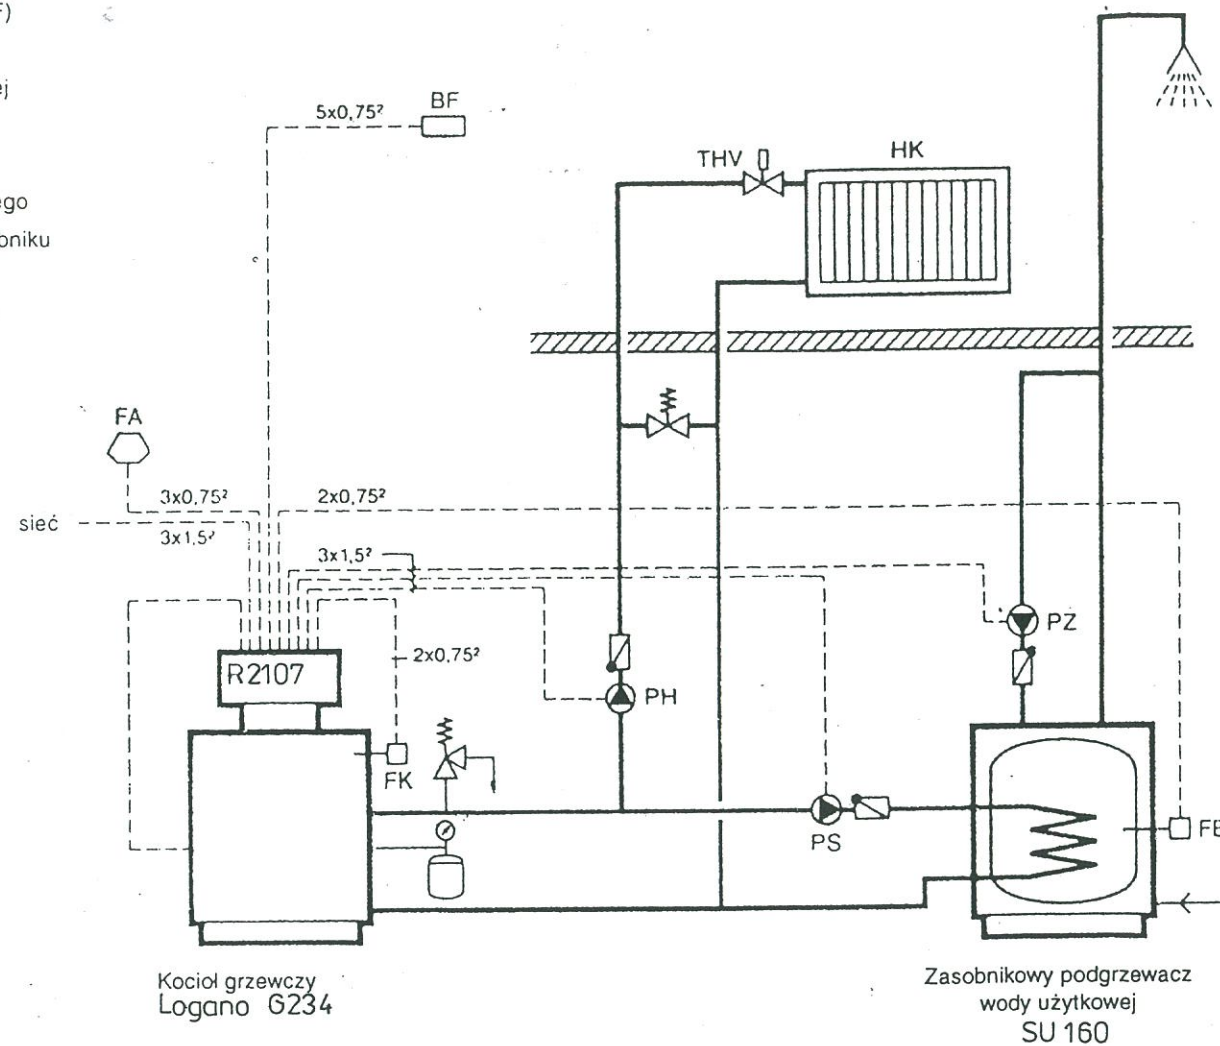 F)
ej
ego
oniku
5x0,75²
BF
THV
HK
FA
3x0,75²
2x0,75²
sieć
3x1,5²
3x1,5²
PZ
2x0,75²
R2107
PH
FK
PS
Kocioł grzewczy
Logano G234
Zasobnikowy podgrzewacz
wody użytkowej
SU 160